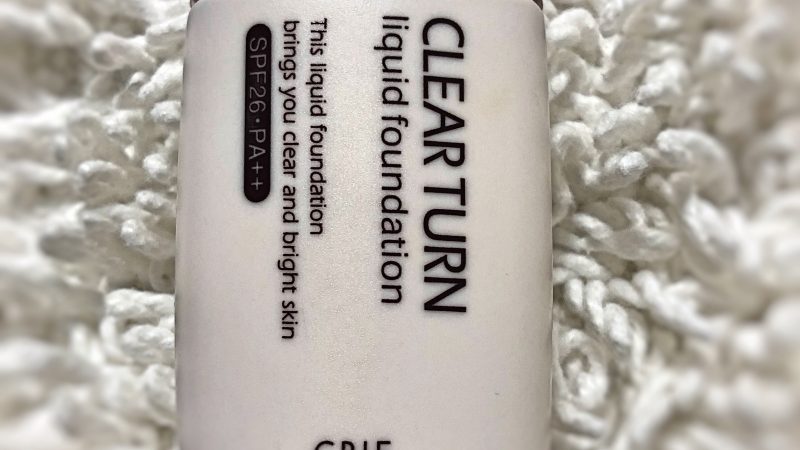 CLEAR TURN
liquid foundation
This liquid foundation
brings you clear and bright skin
SPF26・PA++